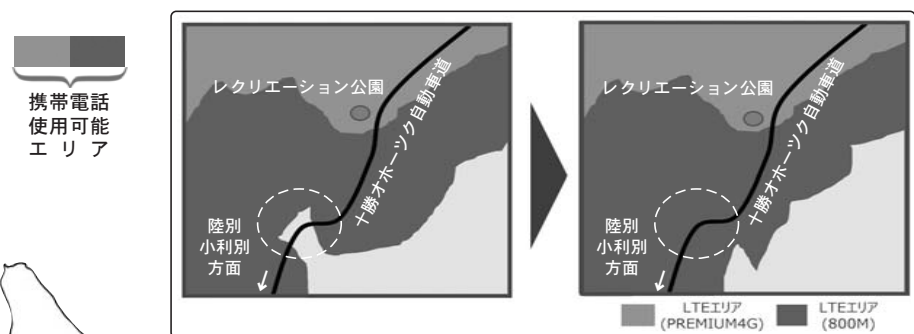 携帯電話
使用可能
エリア
レクリエーション公園
十勝オホーツク自動車道
陸別
小利別
方面
レクリエーション公園
十勝オホーツク自動車道
陸別
小利別
方面
LTEエリア
(PREMIUM4G)
LTEエリア
(800M)